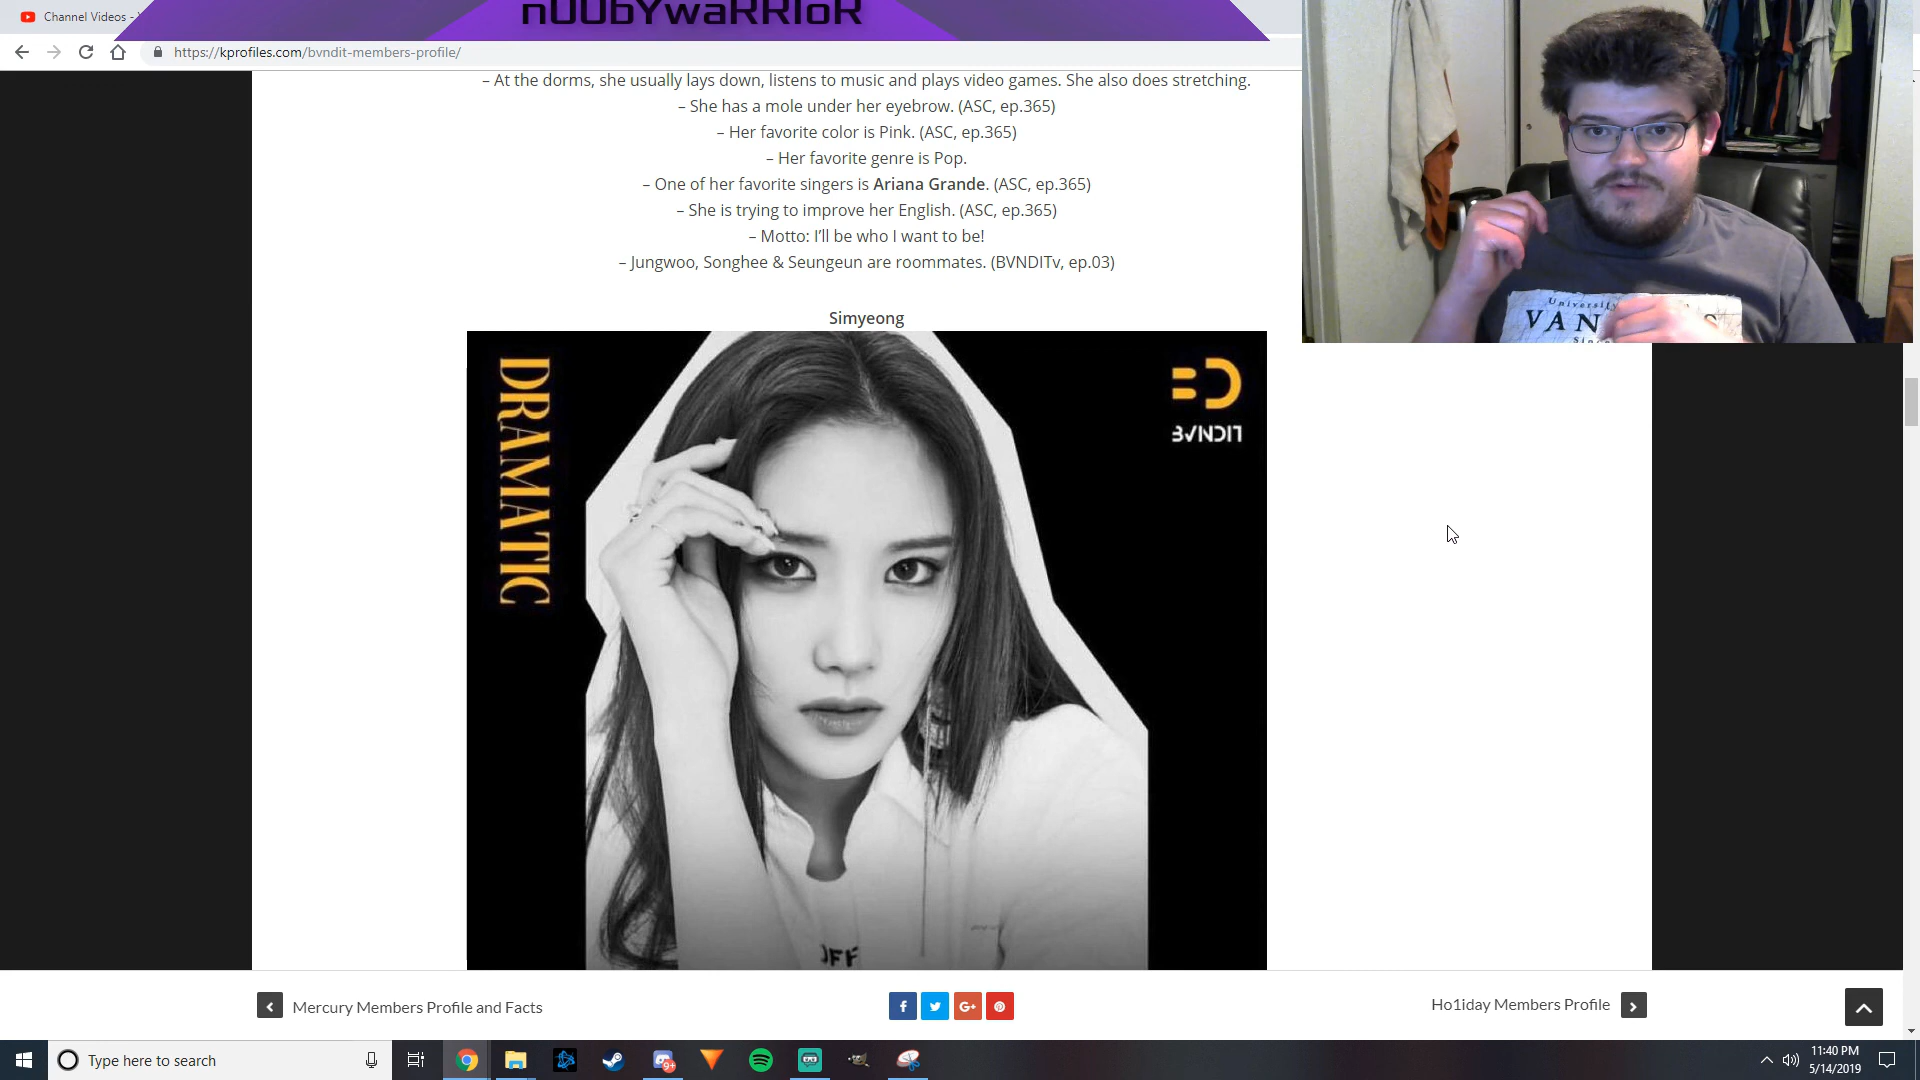 Channel Videos -
n00bYwaRRIoR
https://kprofiles.com/bvndit-members-profile/
– At the dorms, she usually lays down, listens to music and plays video games. She also does stretching.
– She has a mole under her eyebrow. (ASC, ep.365)
– Her favorite color is Pink. (ASC, ep.365)
– Her favorite genre is Pop.
– One of her favorite singers is Ariana Grande. (ASC, ep.365)
– She is trying to improve her English. (ASC, ep.365)
– Motto: I’ll be who I want to be!
– Jungwoo, Songhee & Seungeun are roommates. (BVNDITv, ep.03)
University
VAN S
Sinc
Simyeong
DRAMATIC
BVNDIT
OFF
Mercury Members Profile and Facts
G+
Ho1iday Members Profile
Type here to search
9+
11:40 PM
5/14/2019